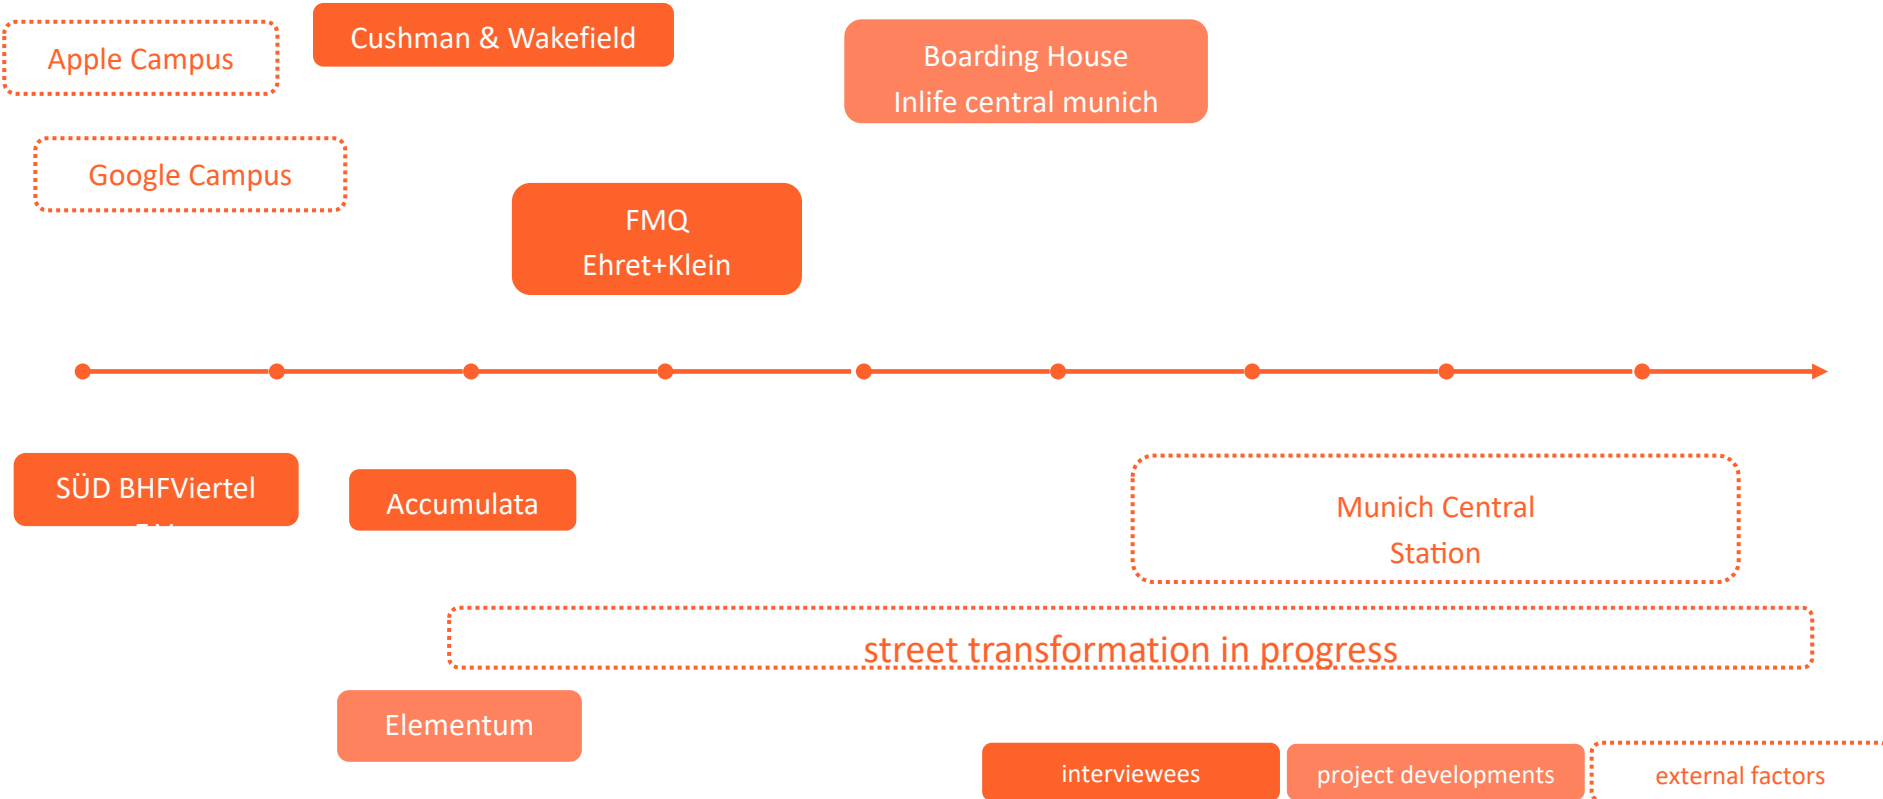 Apple Campus
Cushman & Wakefield
Boarding House
Inlife central munich
Google Campus
FMQ
Ehret+Klein
SÜD BHFViertel
Accumulata
Munich Central
Station
street transformation in progress
Elementum
interviewees
project developments
external factors